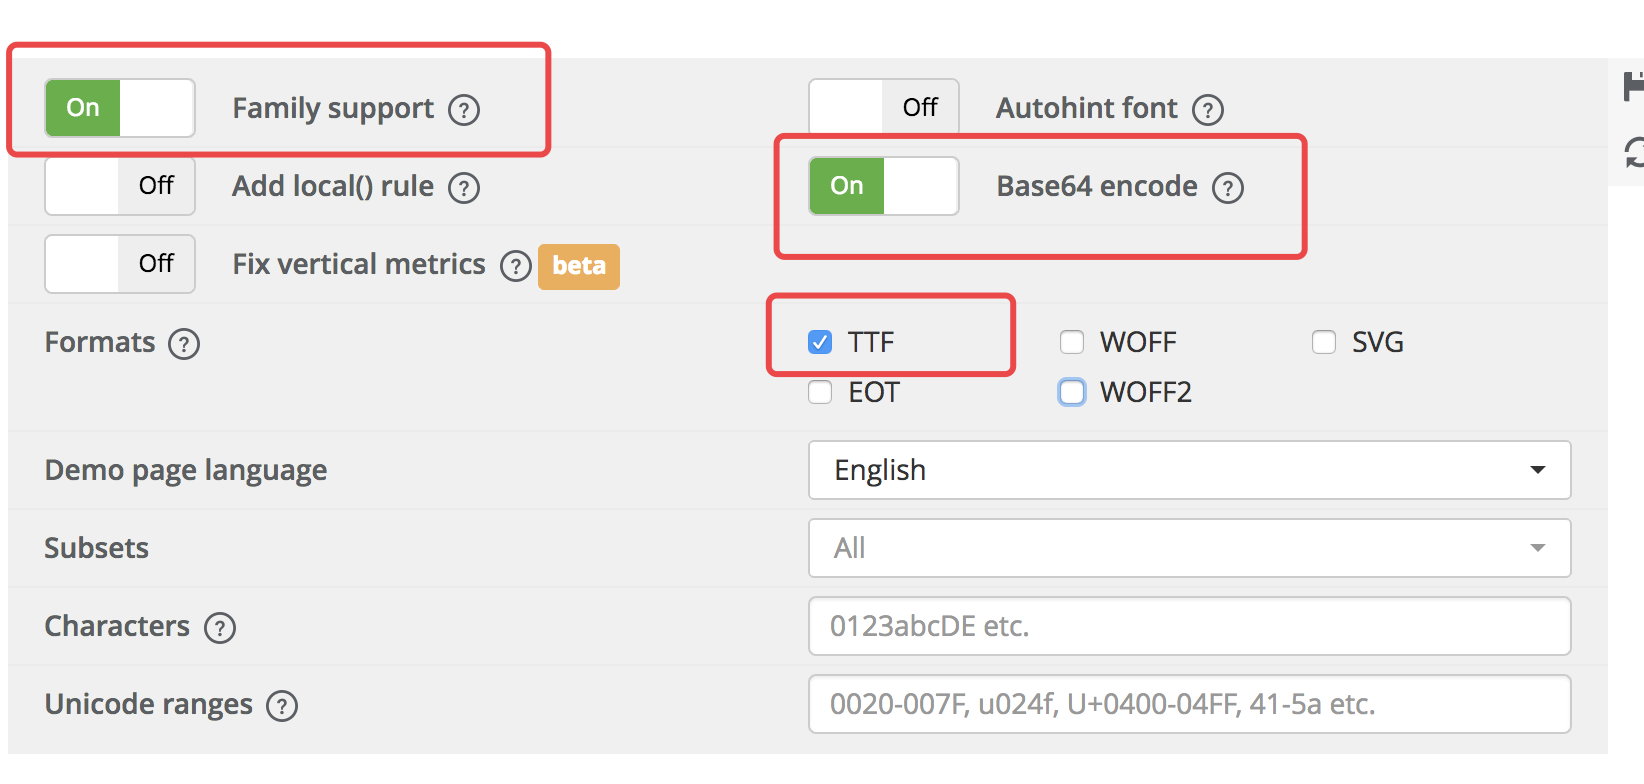 On Family support ? Off Autohint font ?
Off Add local() rule ? On Base64 encode ?
Off Fix vertical metrics ? beta
Formats ? TTF WOFF SVG
EOT WOFF2
Demo page language English
Subsets All
Characters ? 0123abcDE etc.
Unicode ranges ? 0020-007F, u024f, U+0400-04FF, 41-5a etc.